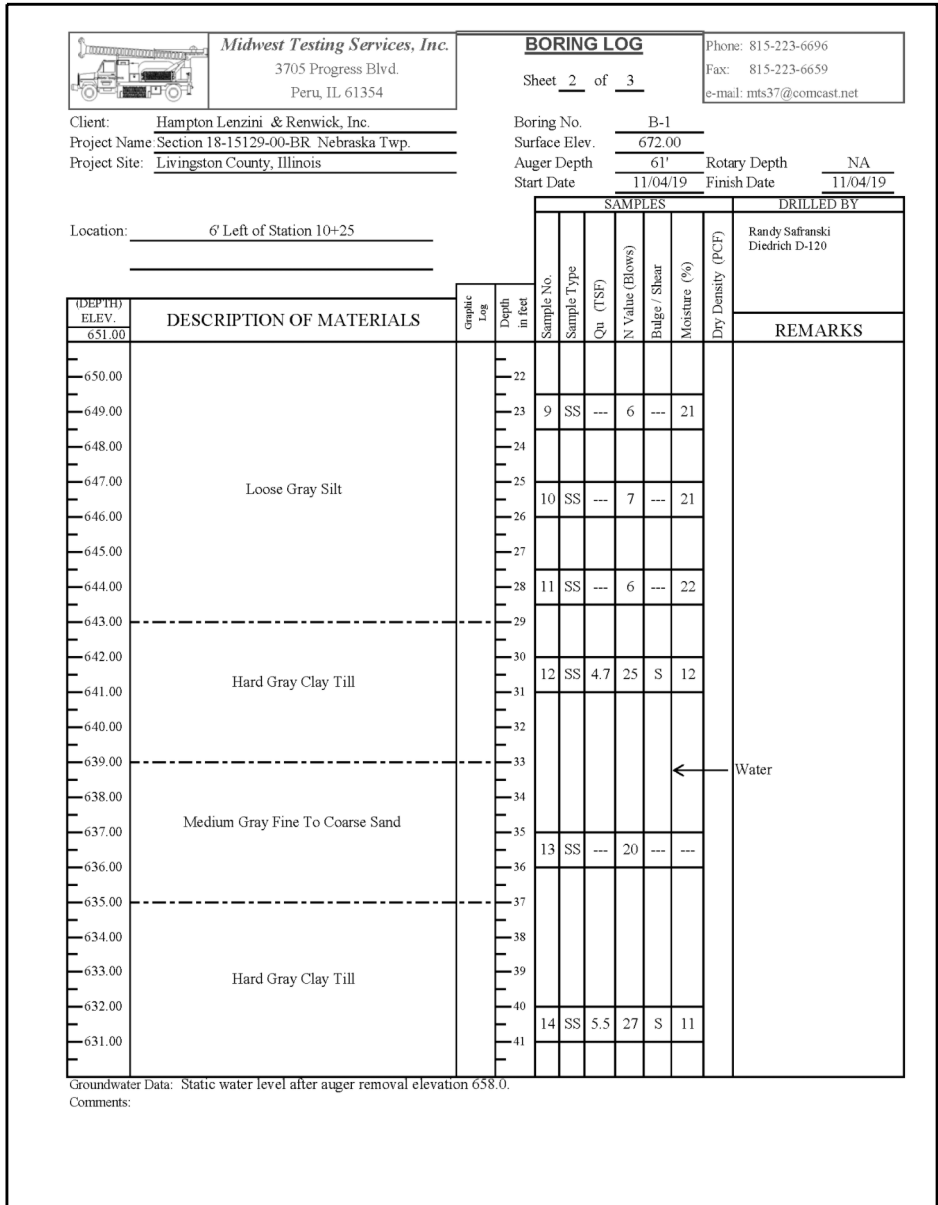 Midwest Testing Services, Inc.
3705 Progress Blvd.
Peru, IL 61354
BORING LOG
Sheet 2 of 3
Phone: 815-223-6696
Fax: 815-223-6659
e-mail: mts37@comcast.net
Client: Hampton Lenzini & Renwick, Inc.
Project Name: Section 18-15129-00-BR Nebraska Twp.
Project Site: Livingston County, Illinois
Boring No. B-1
Surface Elev. 672.00
Auger Depth 61' Rotary Depth NA
Start Date 11/04/19 Finish Date 11/04/19
Location: 6' Left of Station 10+25
SAMPLES
DRILLED BY
Randy Safranski
Diedrich D-120
(DEPTH)
ELEV.
651.00
DESCRIPTION OF MATERIALS
Graphic
Log
Depth
in feet
Sample No.
Sample Type
Qu (TSF)
N Value (Blows)
Bulge / Shear
Moisture (%)
Dry Density (PCF)
REMARKS
650.00 22
649.00 23 9 SS --- 6 --- 21
648.00 24
647.00 25
Loose Gray Silt
10 SS --- 7 --- 21
646.00 26
645.00 27
644.00 28 11 SS --- 6 --- 22
643.00 29
642.00 30
Hard Gray Clay Till
12 SS 4.7 25 S 12
641.00 31
640.00 32
639.00 33
Water
638.00 34
Medium Gray Fine To Coarse Sand
637.00 35
13 SS --- 20 --- ---
636.00 36
635.00 37
634.00 38
633.00 39
Hard Gray Clay Till
632.00 40
14 SS 5.5 27 S 11
631.00 41
Groundwater Data: Static water level after auger removal elevation 658.0.
Comments: